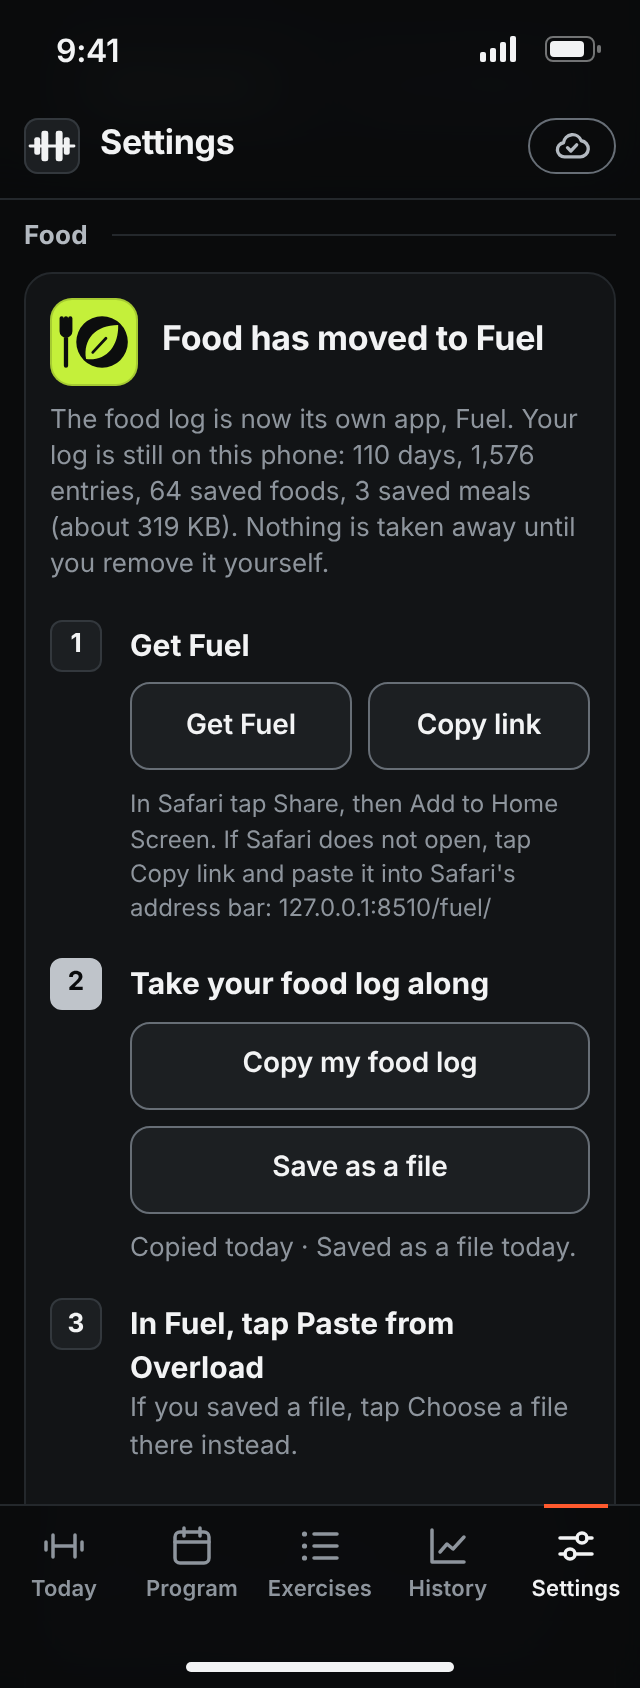 9:41
Settings
Food
Food has moved to Fuel
The food log is now its own app, Fuel. Your
log is still on this phone: 110 days, 1,576
entries, 64 saved foods, 3 saved meals
(about 319 KB). Nothing is taken away until
you remove it yourself.
1
Get Fuel
Get Fuel
Copy link
In Safari tap Share, then Add to Home
Screen. If Safari does not open, tap
Copy link and paste it into Safari's
address bar: 127.0.0.1:8510/fuel/
2
Take your food log along
Copy my food log
Save as a file
Copied today · Saved as a file today.
3
In Fuel, tap Paste from
Overload
If you saved a file, tap Choose a file
there instead.
Today
Program
Exercises
History
Settings